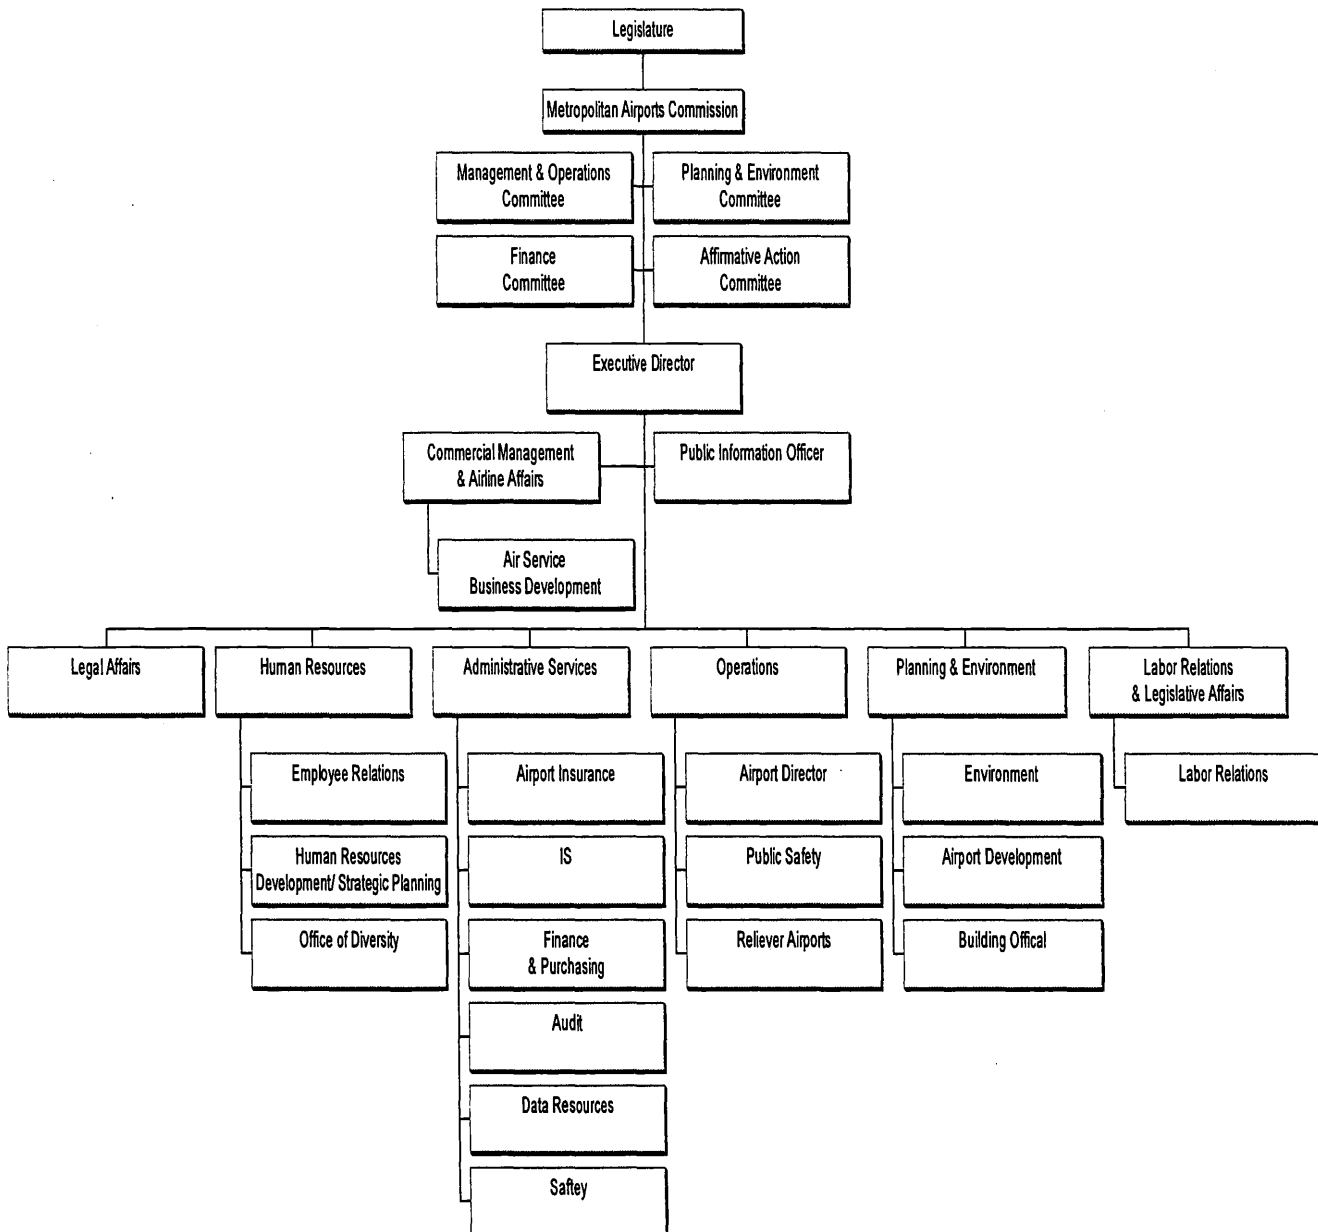 Legislature
Metropolitan Airports Commission
Management & Operations
Committee
Planning & Environment
Committee
Finance
Committee
Affirmative Action
Committee
Executive Director
Commercial Management
& Airline Affairs
Public Information Officer
Air Service
Business Development
Legal Affairs
Human Resources
Administrative Services
Operations
Planning & Environment
Labor Relations
& Legislative Affairs
Employee Relations
Human Resources
Development/ Strategic Planning
Office of Diversity
Airport Insurance
IS
Finance
& Purchasing
Audit
Data Resources
Saftey
Airport Director
Public Safety
Reliever Airports
Environment
Airport Development
Building Offical
Labor Relations